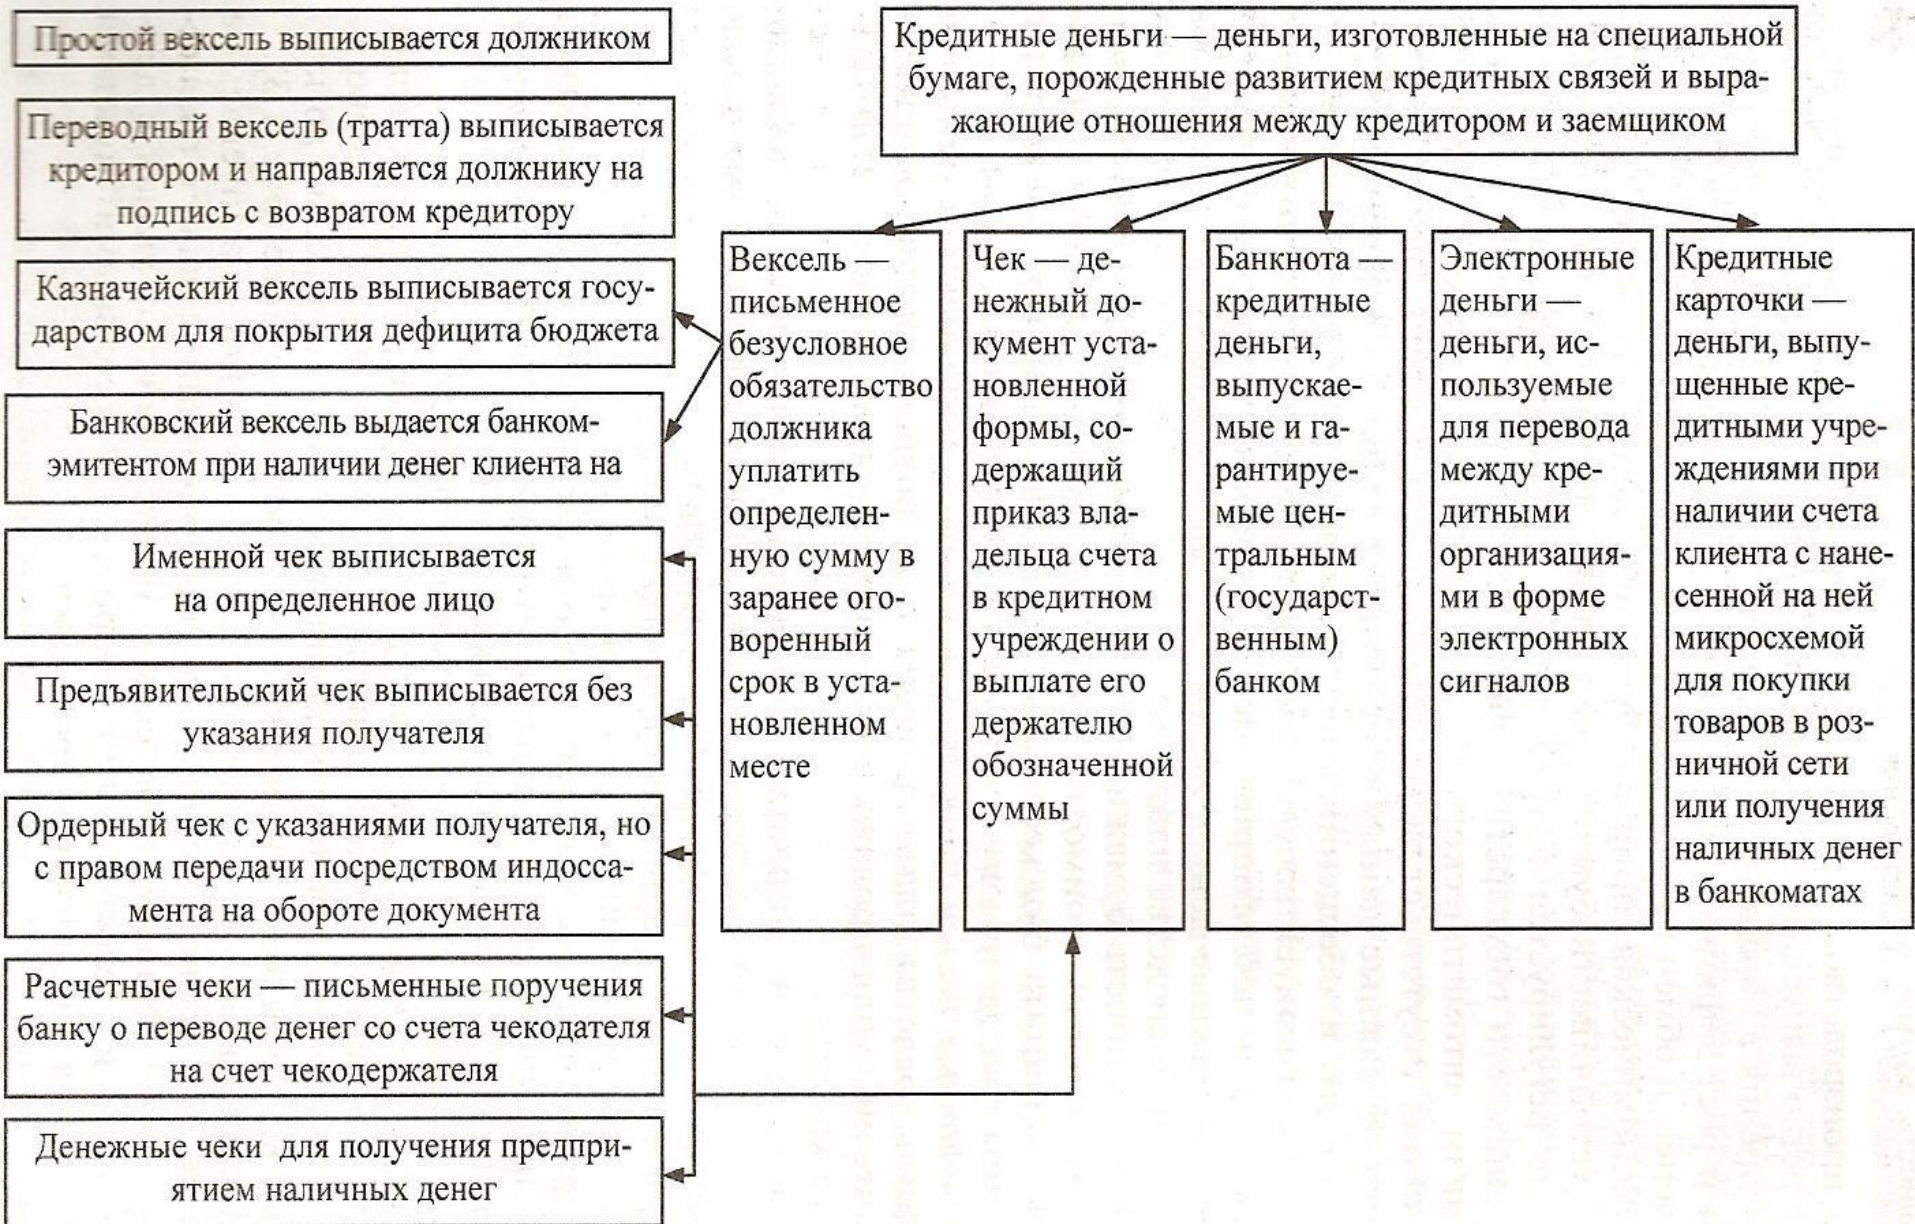 Простой вексель выписывается должником
Переводный вексель (тратта) выписывается
кредитором и направляется должнику на
подпись с возвратом кредитору
Казначейский вексель выписывается госу-
дарством для покрытия дефицита бюджета
Банковский вексель выдается банком-
эмитентом при наличии денег клиента на
Именной чек выписывается
на определенное лицо
Предъявительский чек выписывается без
указания получателя
Ордерный чек с указаниями получателя, но
с правом передачи посредством индосса-
мента на обороте документа
Расчетные чеки — письменные поручения
банку о переводе денег со счета чекодателя
на счет чекодержателя
Денежные чеки для получения предпри-
ятием наличных денег
Кредитные деньги — деньги, изготовленные на специальной
бумаге, порожденные развитием кредитных связей и выра-
жающие отношения между кредитором и заемщиком
Вексель —
письменное
безусловное
обязательство
должника
уплатить
определен-
ную сумму в
заранее ого-
воренный
срок в уста-
новленном
месте
Чек — де-
нежный до-
кумент уста-
новленной
формы, со-
держащий
приказ вла-
дельца счета
в кредитном
учреждении о
выплате его
держателю
обозначенной
суммы
Банкнота —
кредитные
деньги,
выпускае-
мые и га-
рантируе-
мые цен-
тральным
(государст-
венным)
банком
Электронные
деньги —
деньги, ис-
пользуемые
для перевода
между кре-
дитными
организация-
ми в форме
электронных
сигналов
Кредитные
карточки —
деньги, выпу-
щенные кре-
дитными учре-
ждениями при
наличии счета
клиента с нане-
сенной на ней
микросхемой
для покупки
товаров в роз-
ничной сети
или получения
наличных денег
в банкоматах